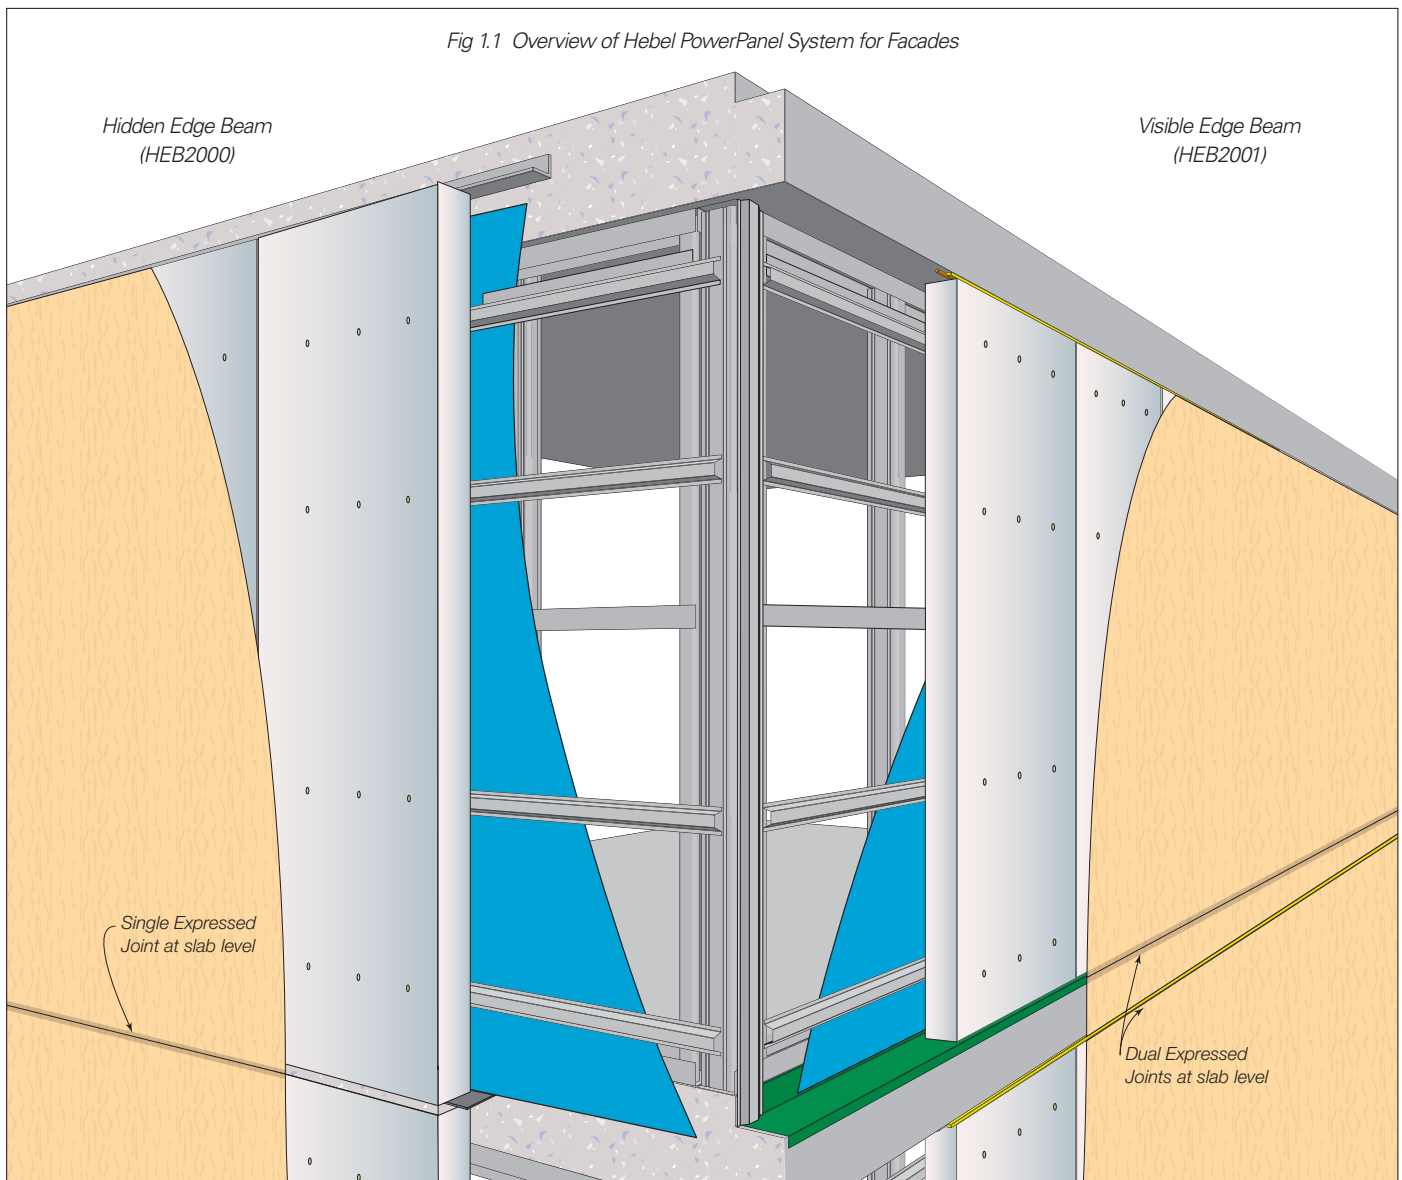 Fig 1.1 Overview of Hebel PowerPanel System for Facades
Hidden Edge Beam
(HEB2000)
Visible Edge Beam
(HEB2001)
Single Expressed
Joint at slab level
Dual Expressed
Joints at slab level